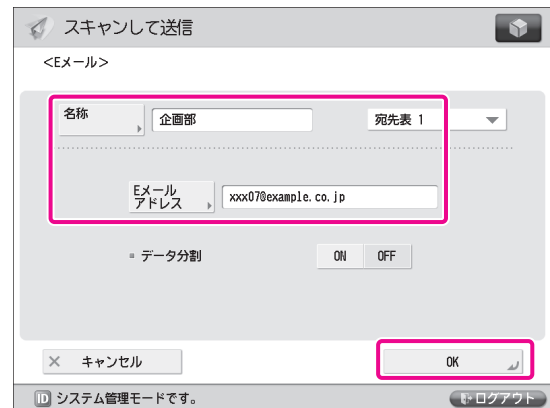 スキャンして送信
<Eメール>
名称 企画部 宛先表 1
Eメール
アドレス xxx07@example.co.jp
データ分割 ON OFF
キャンセル OK
ID システム管理モードです。 ログアウト